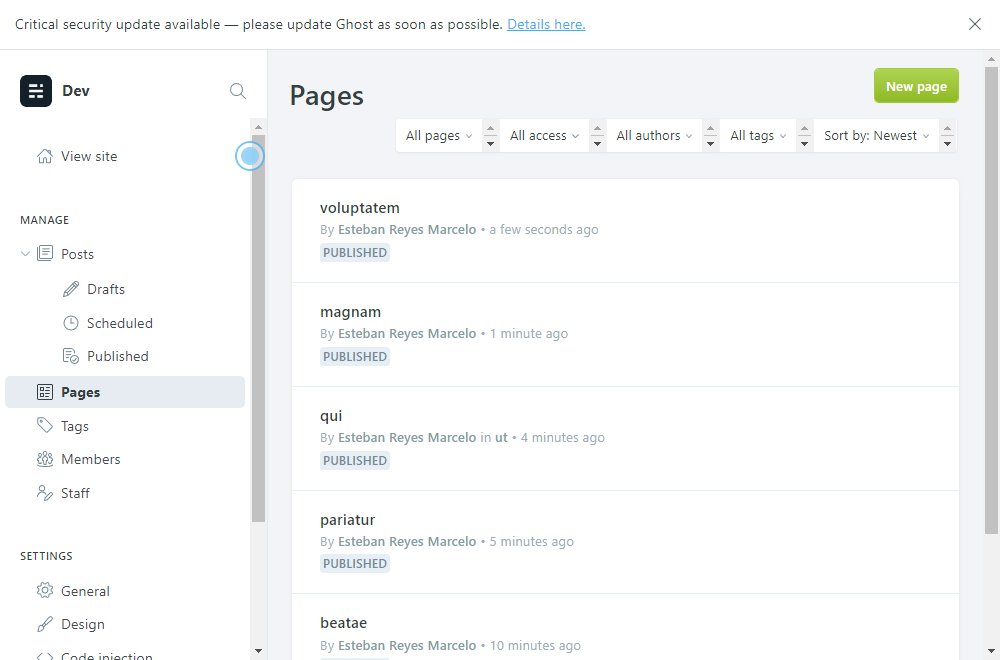 Critical security update available — please update Ghost as soon as possible. Details here.
Dev
View site
MANAGE
Posts
Drafts
Scheduled
Published
Pages
Tags
Members
Staff
SETTINGS
General
Design
Code injection
Pages
New page
All pages
All access
All authors
All tags
Sort by: Newest
voluptatem
By Esteban Reyes Marcelo • a few seconds ago
PUBLISHED
magnam
By Esteban Reyes Marcelo • 1 minute ago
PUBLISHED
qui
By Esteban Reyes Marcelo in ut • 4 minutes ago
PUBLISHED
pariatur
By Esteban Reyes Marcelo • 5 minutes ago
PUBLISHED
beatae
By Esteban Reyes Marcelo • 10 minutes ago